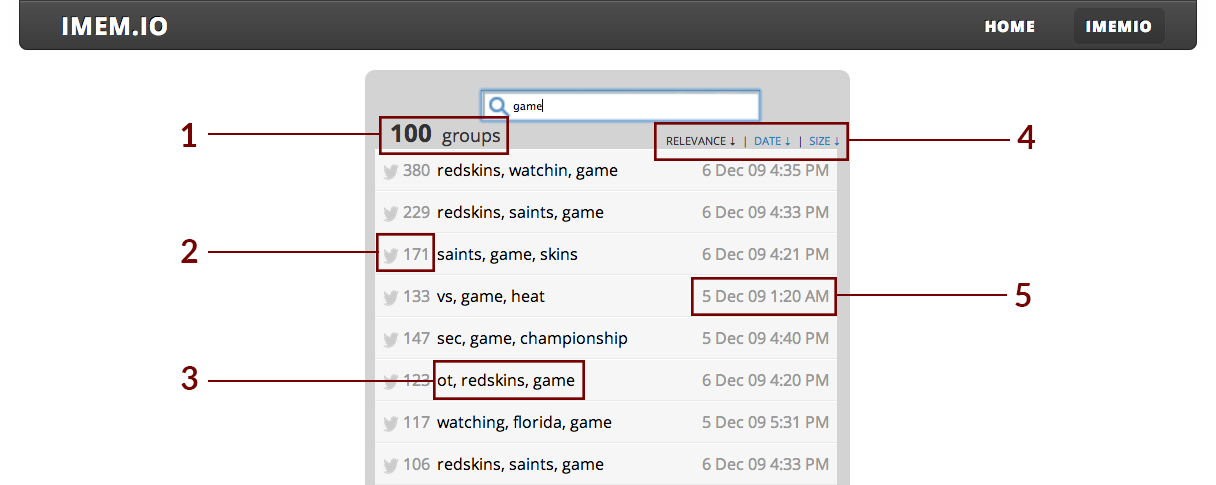 IMEM.IO HOME IMEMIO
game
1 100 groups RELEVANCE ↓ | DATE ↓ | SIZE ↓ 4
380 redskins, watchin, game 6 Dec 09 4:35 PM
229 redskins, saints, game 6 Dec 09 4:33 PM
2 171 saints, game, skins 6 Dec 09 4:21 PM
133 vs, game, heat 5 Dec 09 1:20 AM 5
147 sec, game, championship 5 Dec 09 4:40 PM
3 123 ot, redskins, game 6 Dec 09 4:20 PM
117 watching, florida, game 5 Dec 09 5:31 PM
106 redskins, saints, game 6 Dec 09 4:33 PM